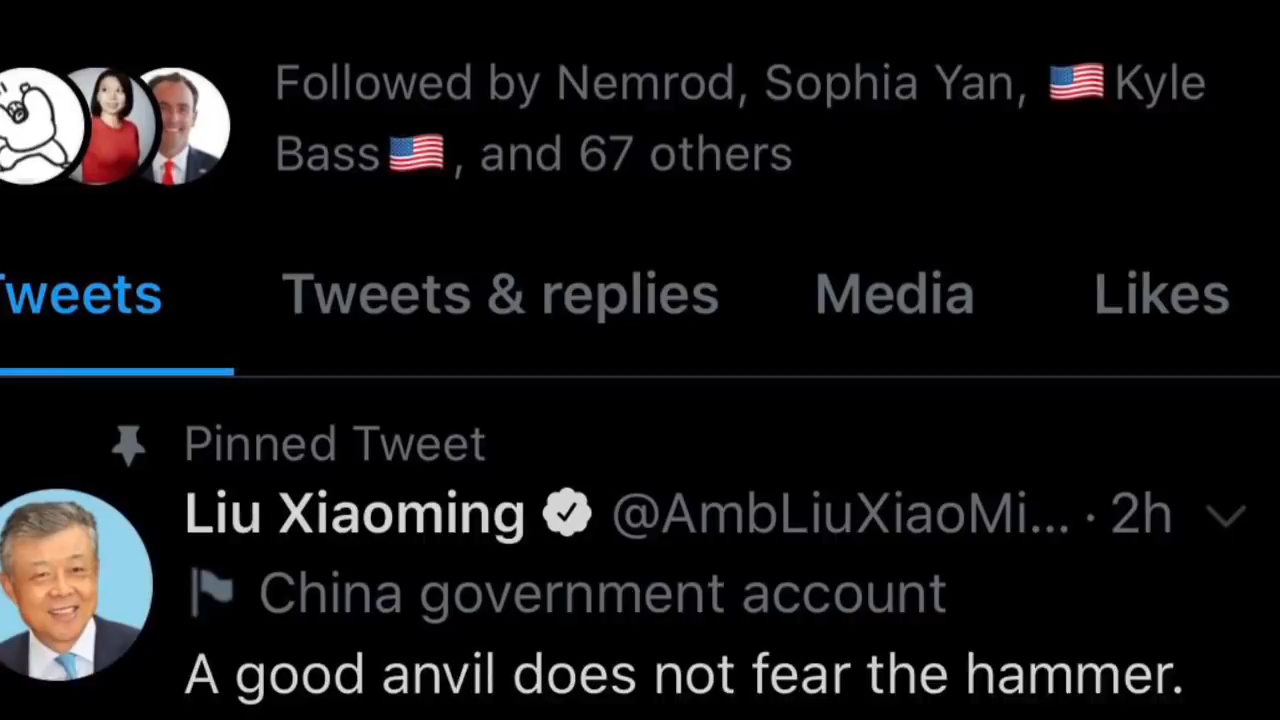 Followed by Nemrod, Sophia Yan, 🇺🇸 Kyle
Bass 🇺🇸 , and 67 others
Tweets Tweets & replies Media Likes
Pinned Tweet
Liu Xiaoming @AmbLiuXiaoMi... · 2h
China government account
A good anvil does not fear the hammer.